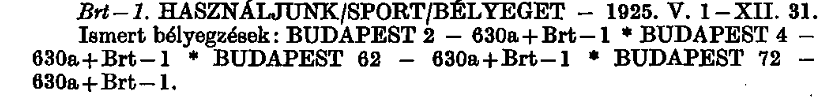 Brt–1. HASZNÁLJUNK/SPORT/BÉLYEGET – 1925. V. 1–XII. 31.
Ismert bélyegzések: BUDAPEST 2 – 630a+Brt–1 * BUDAPEST 4 –
630a+Brt–1 * BUDAPEST 62 – 630a+Brt–1 * BUDAPEST 72 –
630a+Brt–1.